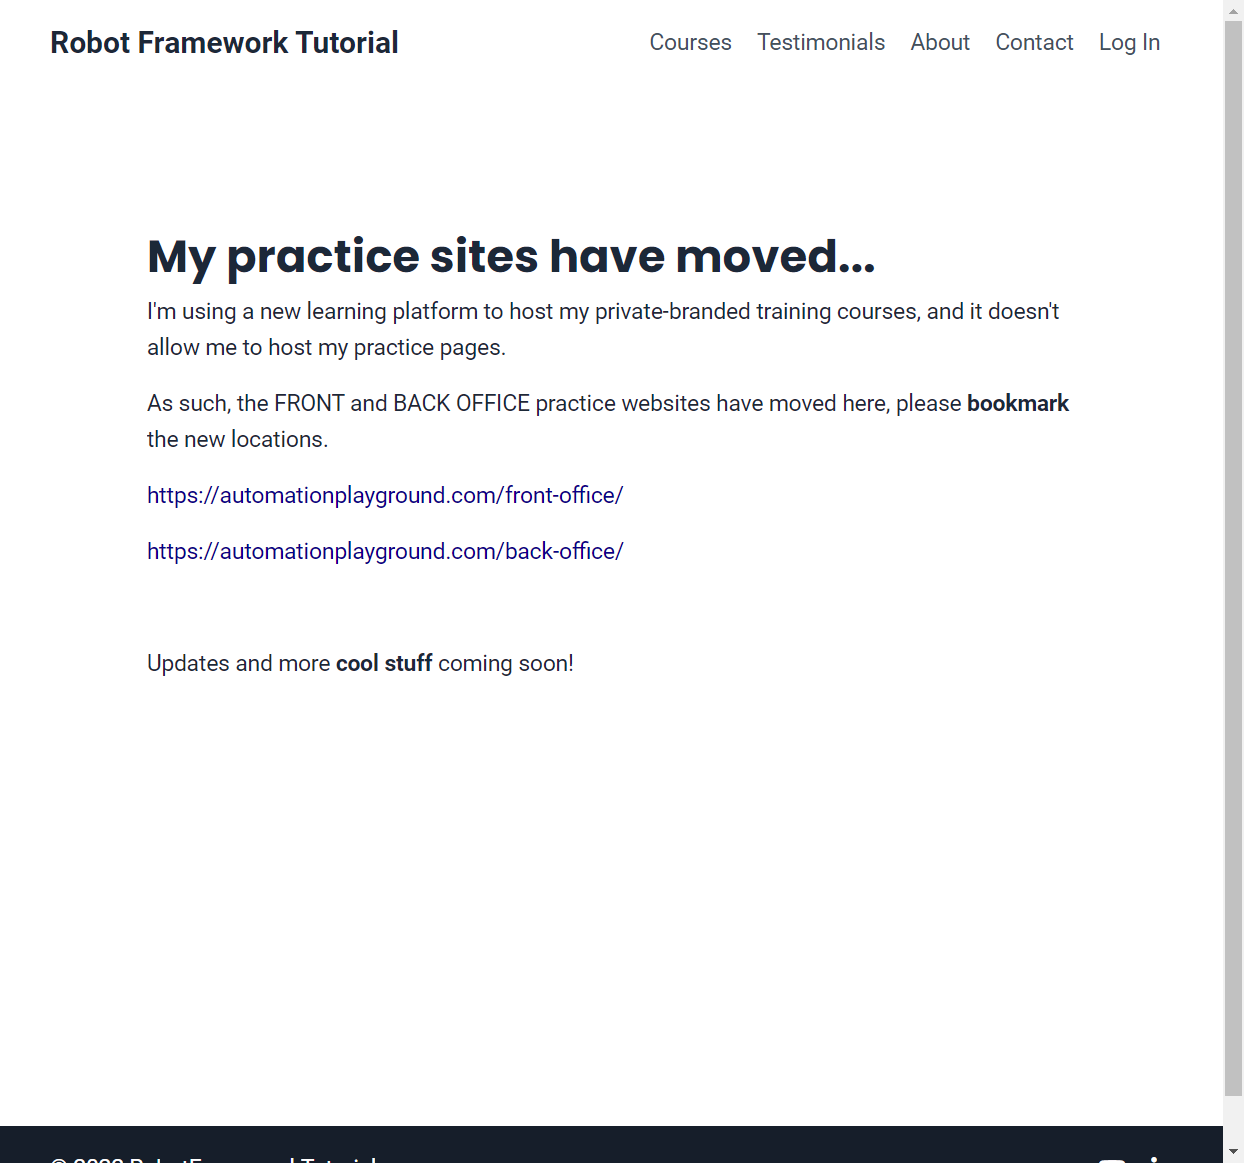 Robot Framework Tutorial
Courses Testimonials About Contact Log In
My practice sites have moved...
I'm using a new learning platform to host my private-branded training courses, and it doesn't
allow me to host my practice pages.
As such, the FRONT and BACK OFFICE practice websites have moved here, please bookmark
the new locations.
https://automationplayground.com/front-office/
https://automationplayground.com/back-office/
Updates and more cool stuff coming soon!